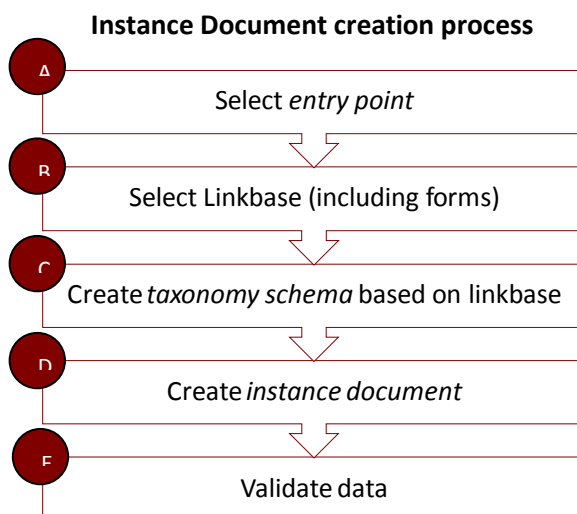 Instance Document creation process
A
Select entry point
B
Select Linkbase (including forms)
C
Create taxonomy schema based on linkbase
D
Create instance document
E
Validate data